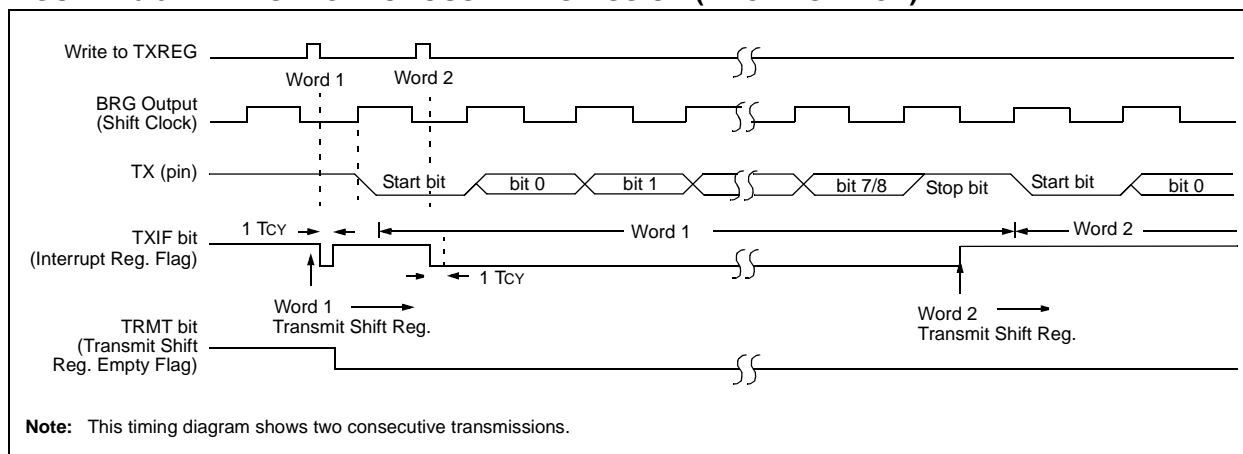 Write to TXREG
Word 1
Word 2
BRG Output
(Shift Clock)
TX (pin)
Start bit
bit 0
bit 1
bit 7/8
Stop bit
Start bit
bit 0
1 TCY
TXIF bit
(Interrupt Reg. Flag)
Word 1
Word 2
1 TCY
Word 1
Transmit Shift Reg.
Word 2
Transmit Shift Reg.
TRMT bit
(Transmit Shift
Reg. Empty Flag)
Note: This timing diagram shows two consecutive transmissions.